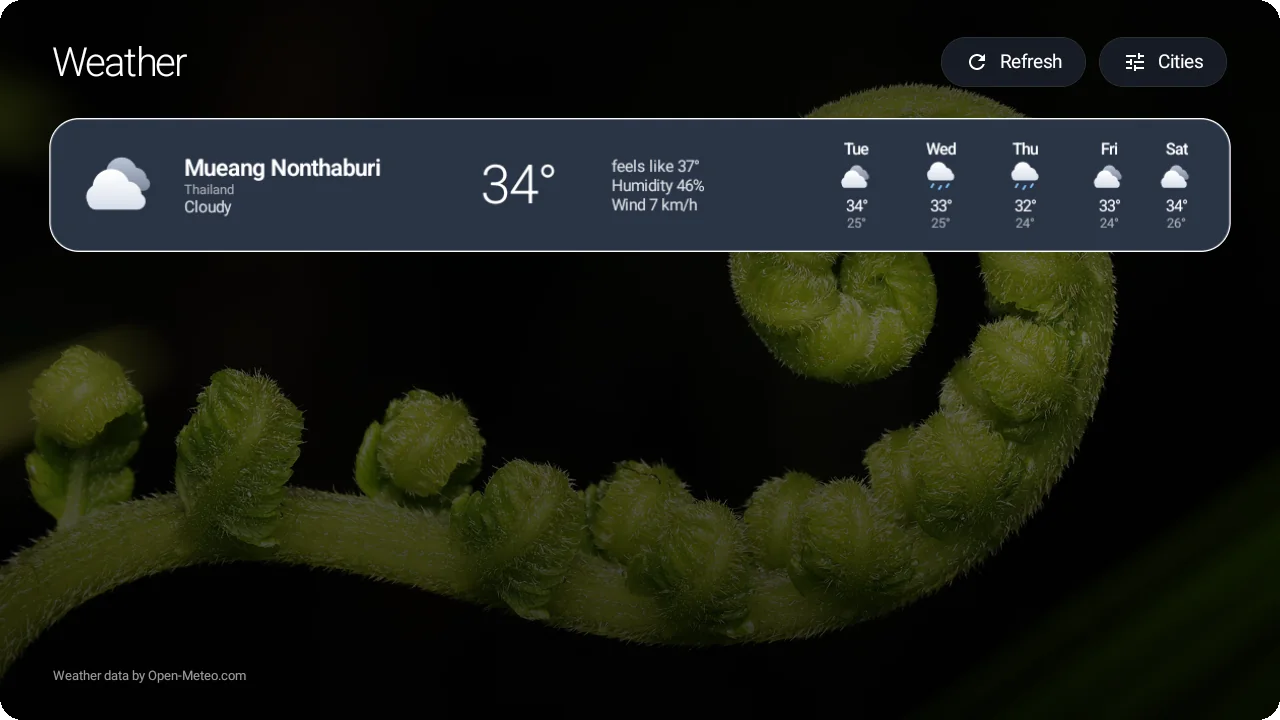 Weather
Refresh
Cities
Mueang Nonthaburi
Thailand
Cloudy
34°
feels like 37°
Humidity 46%
Wind 7 km/h
Tue
34°
25°
Wed
33°
25°
Thu
32°
24°
Fri
33°
24°
Sat
34°
26°
Weather data by Open-Meteo.com